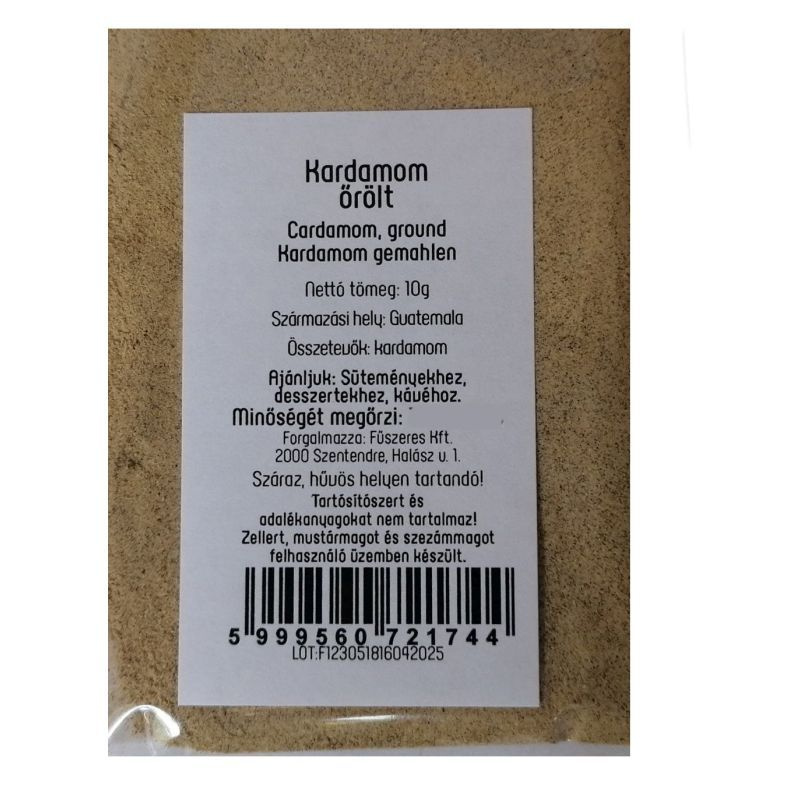 Kardamom
őrölt
Cardamom, ground
Kardamom gemahlen
Nettó tömeg: 10g
Származási hely: Guatemala
Összetevők: kardamom
Ajánljuk: Süteményekhez,
desszertekhez, kávéhoz.
Minőségét megőrzi:
Forgalmazza: Fűszeres Kft.
2000 Szentendre, Halász u. 1.
Száraz, hűvös helyen tartandó!
Tartósítószert és
adalékanyagokat nem tartalmaz!
Zellert, mustármagot és szezámmagot
felhasználó üzemben készült.
5 999560 721744
LOT:F123051816042025